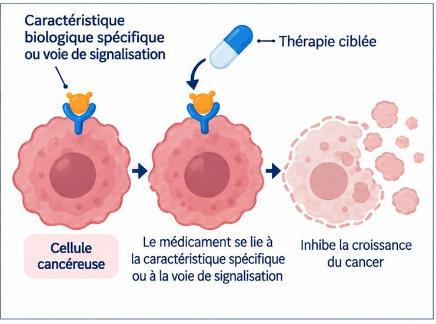 Caractéristique
biologique spécifique
ou voie de signalisation
Thérapie ciblée
Cellule
cancéreuse
Le médicament se lie à
la caractéristique spécifique
ou à la voie de signalisation
Inhibe la croissance
du cancer